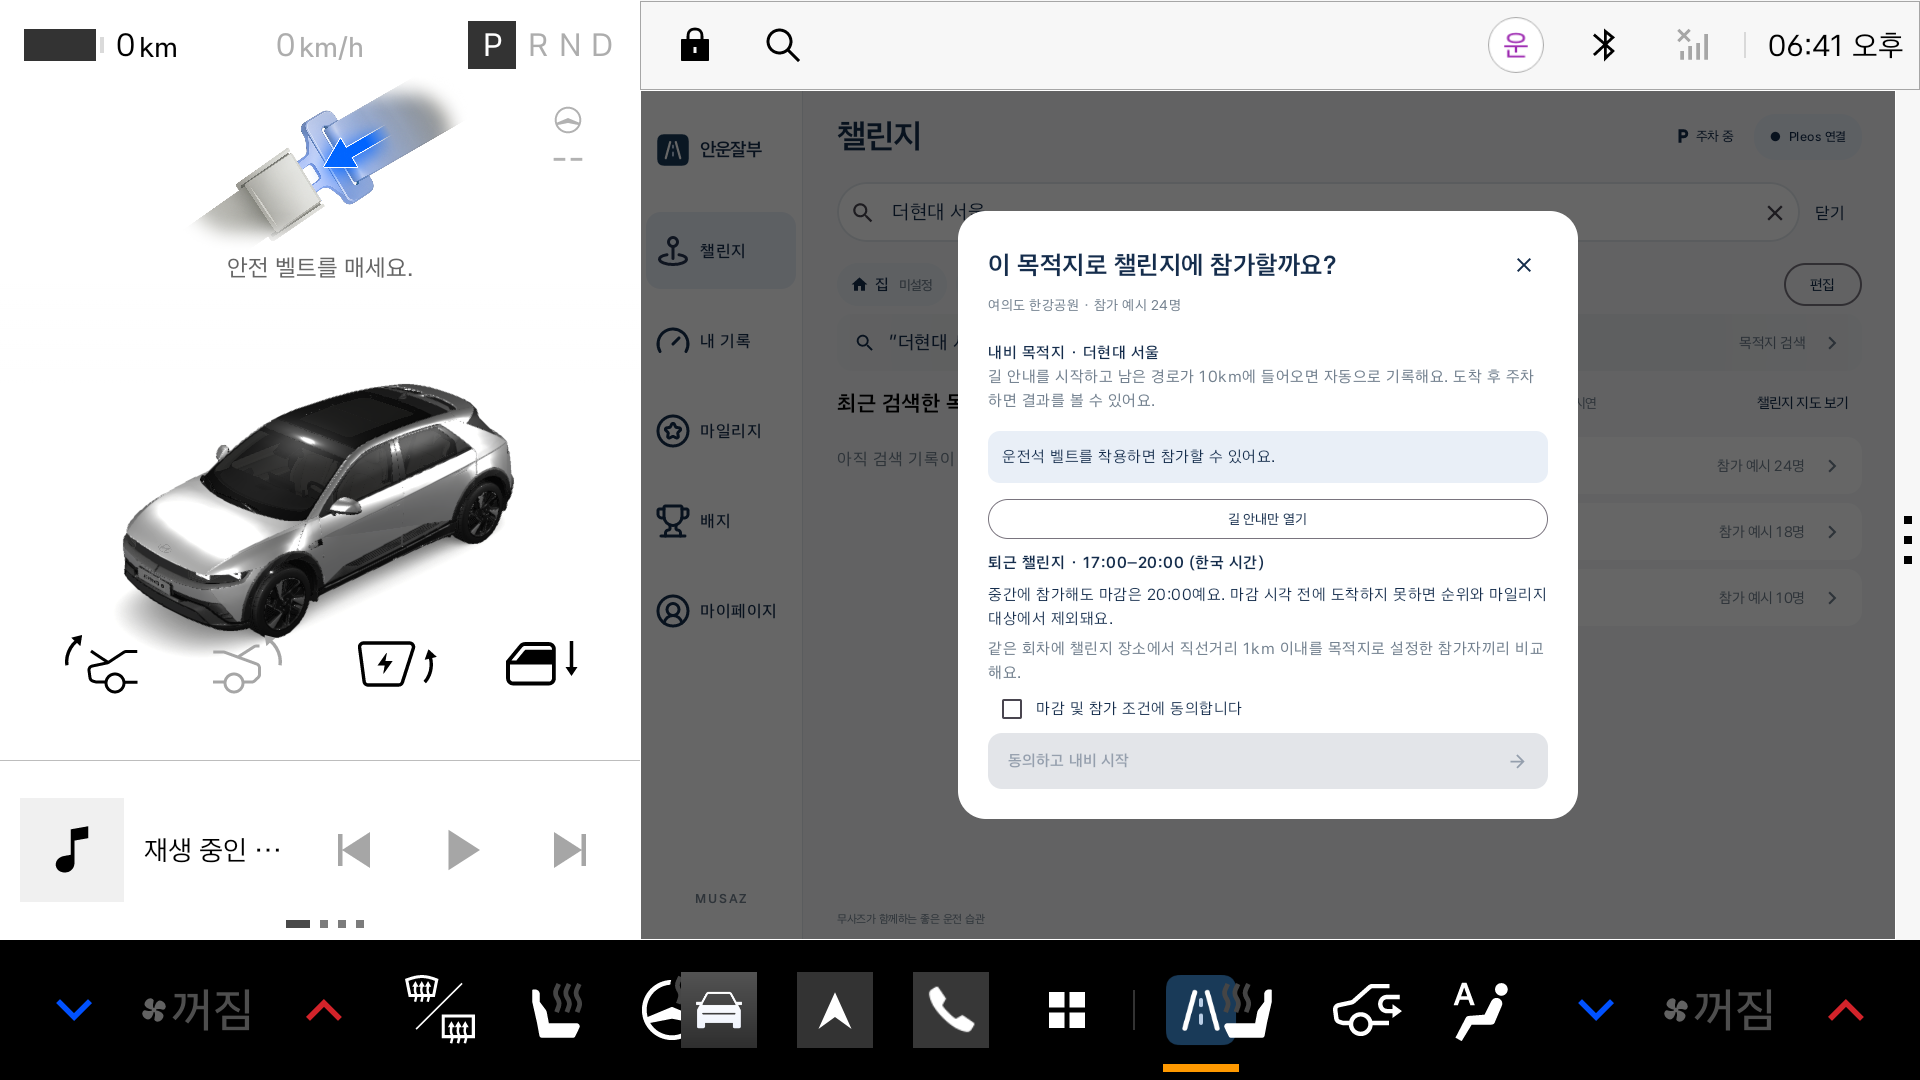 0 km
0 km/h
P R N D
06:41 오후
운
안전 벨트를 매세요.
재생 중인 ···
안운잘부
챌린지
내 기록
마일리지
배지
마이페이지
MUSAZ
챌린지
P 주차 중
Pleos 연결
더현대 서울
닫기
집 미설정
편집
"더현대
목적지 검색
최근 검색한
시연
챌린지 지도 보기
아직 검색 기록이
참가 예시 24명
참가 예시 18명
참가 예시 10명
무사즈가 함께하는 좋은 운전 습관
이 목적지로 챌린지에 참가할까요?
여의도 한강공원 · 참가 예시 24명
내비 목적지 · 더현대 서울
길 안내를 시작하고 남은 경로가 10km에 들어오면 자동으로 기록해요. 도착 후 주차
하면 결과를 볼 수 있어요.
운전석 벨트를 착용하면 참가할 수 있어요.
길 안내만 열기
퇴근 챌린지 · 17:00–20:00 (한국 시간)
중간에 참가해도 마감은 20:00예요. 마감 시각 전에 도착하지 못하면 순위와 마일리지
대상에서 제외돼요.
같은 회차에 챌린지 장소에서 직선거리 1km 이내를 목적지로 설정한 참가자끼리 비교
해요.
마감 및 참가 조건에 동의합니다
동의하고 내비 시작
꺼짐
A
꺼짐